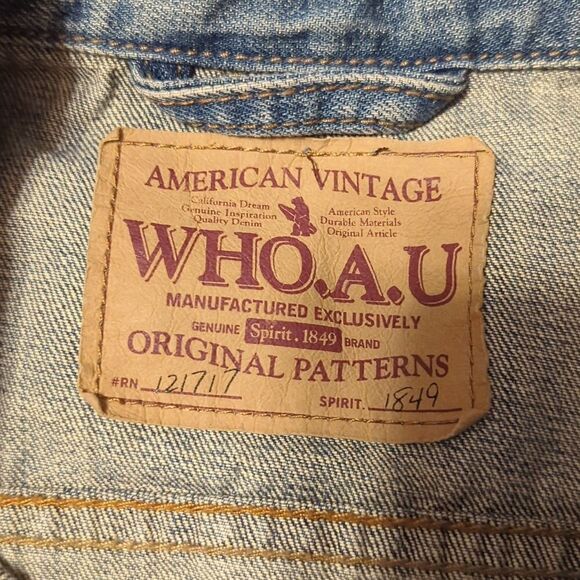 AMERICAN VINTAGE
California Dream
Genuine Inspiration
Quality Denim
American Style
Durable Materials
Original Article
WHO.A.U
MANUFACTURED EXCLUSIVELY
GENUINE Spirit.1849 BRAND
ORIGINAL PATTERNS
#RN 121717
SPIRIT. 1849